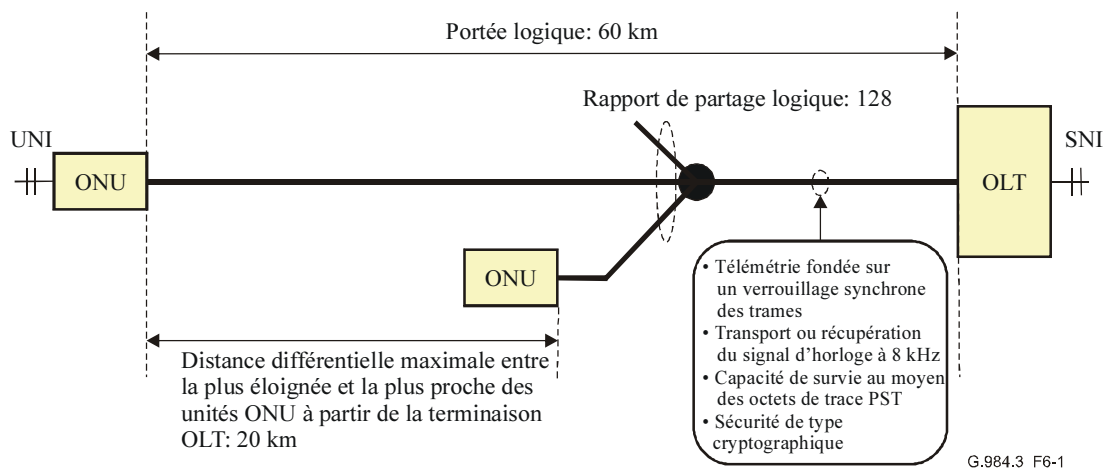 Portée logique: 60 km
Rapport de partage logique: 128
UNI
SNI
ONU
OLT
ONU
• Télémétrie fondée sur
un verrouillage synchrone
des trames
• Transport ou récupération
du signal d'horloge à 8 kHz
• Capacité de survie au moyen
des octets de trace PST
• Sécurité de type
cryptographique
Distance différentielle maximale entre
la plus éloignée et la plus proche des
unités ONU à partir de la terminaison
OLT: 20 km
G.984.3_F6-1